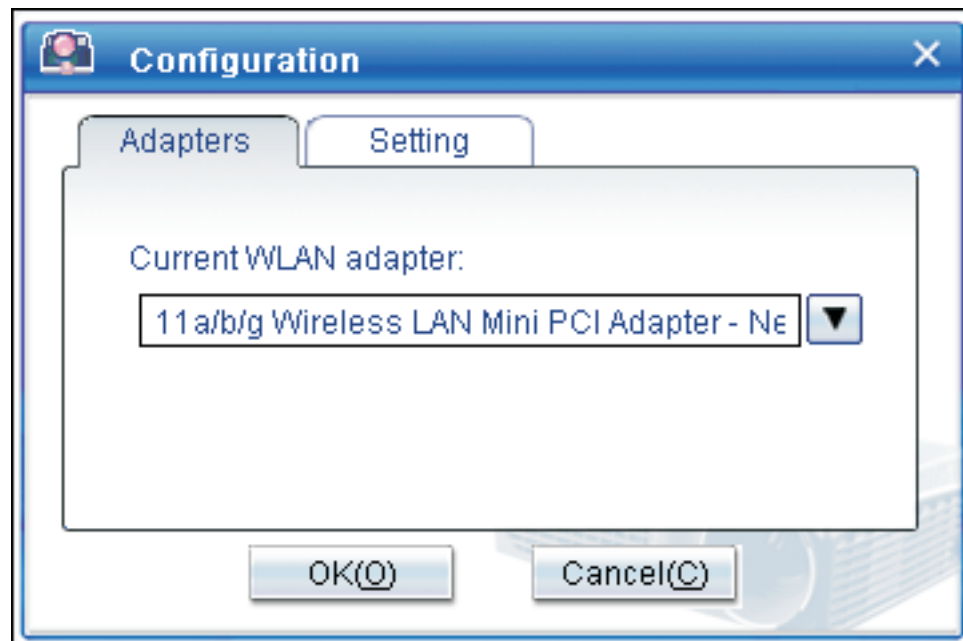 Configuration
Adapters
Setting
Current WLAN adapter:
11a/b/g Wireless LAN Mini PCI Adapter - Ne
OK(O)
Cancel(C)